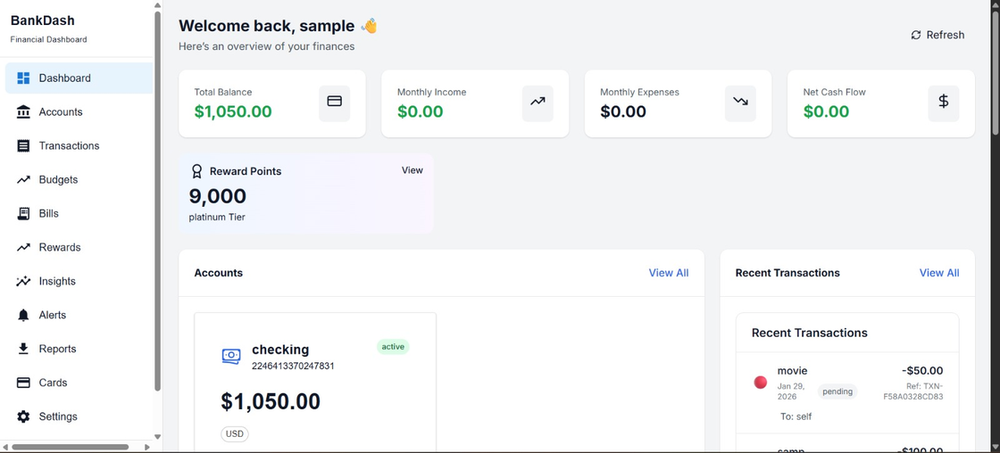 BankDash
Financial Dashboard
Dashboard
Accounts
Transactions
Budgets
Bills
Rewards
Insights
Alerts
Reports
Cards
Settings
Welcome back, sample 👋
Here's an overview of your finances
Refresh
Total Balance
$1,050.00
Monthly Income
$0.00
Monthly Expenses
$0.00
Net Cash Flow
$0.00
Reward Points
View
9,000
platinum Tier
Accounts
View All
checking
active
2246413370247831
$1,050.00
USD
Recent Transactions
View All
Recent Transactions
movie
-$50.00
Jan 29,
2026
pending
Ref: TXN-
F58A0328CD83
To: self
samp
-$100.00